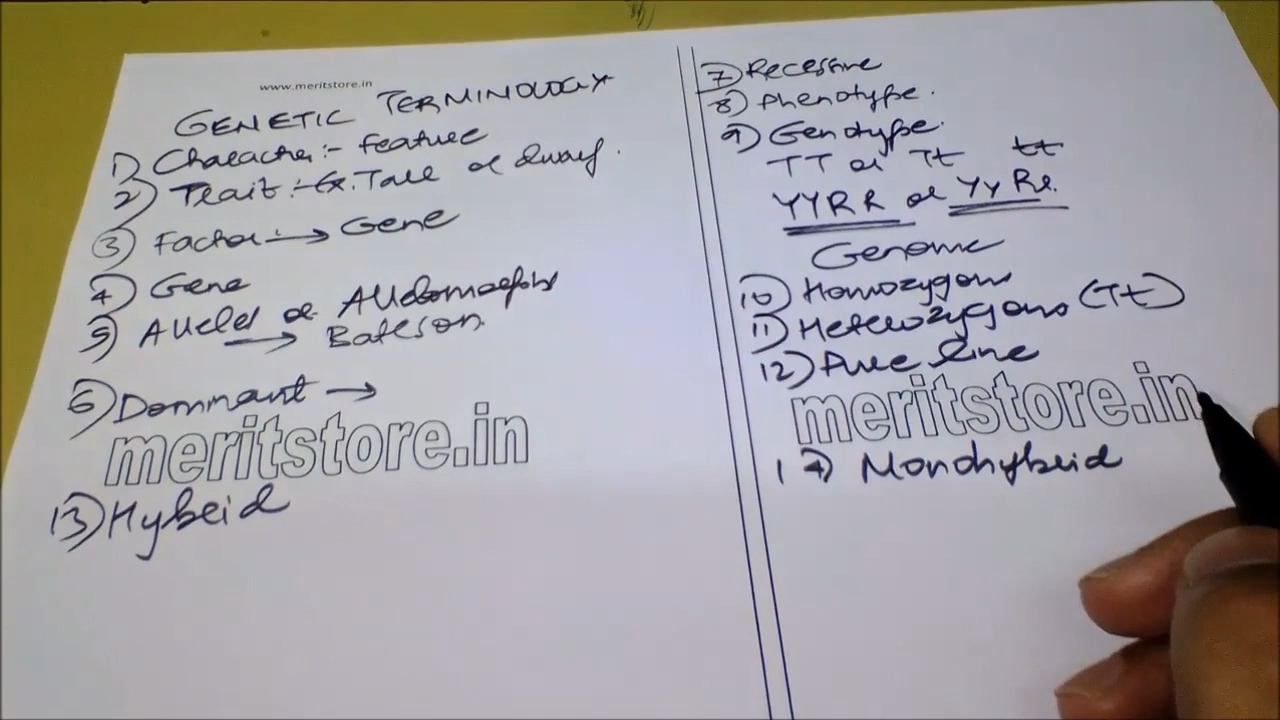 www.meritstore.in
GENETIC TERMINOLOGY
1) Character :- feature
2) Trait :- Ex. Tall or dwarf.
3) Factor :→ Gene
4) Gene
5) Alleles or Allelomorphs
→ Bateson.
6) Dominant →
meritstore.in
13) Hybrid
7) Recessive
8) Phenotype.
9) Genotype.
TT or Tt tt
YYRR or YyRr.
Genome
10) Homozygous
11) Heterozygous (Tt)
12) Pure line
meritstore.in
14) Monohybrid